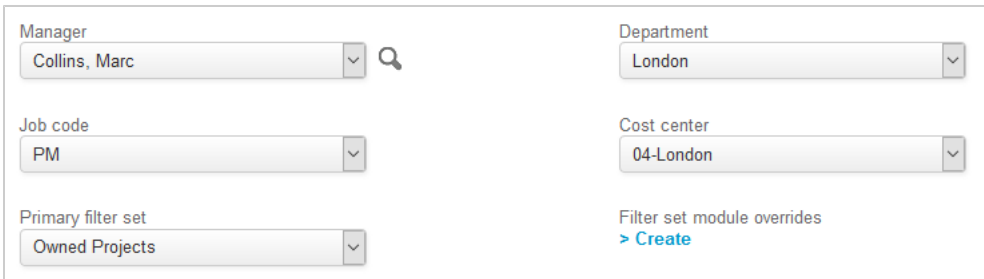 Manager
Collins, Marc
Department
London
Job code
PM
Cost center
04-London
Primary filter set
Owned Projects
Filter set module overrides
> Create